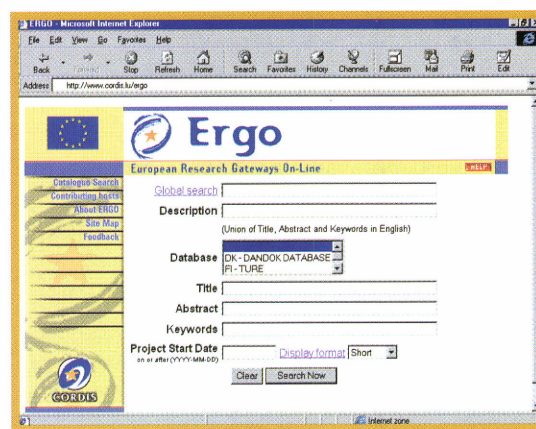 ERGO - Microsoft Internet Explorer
File Edit View Go Favorites Help
Back Forward Stop Refresh Home Search Favorites History Channels Fullscreen Mail Print Edit
Address http://www.cordis.lu/ergo
Ergo
European Research Gateways On-Line
HELP
Catalogue Search
Contributing hosts
About ERGO
Site Map
Feedback
Global search
Description
(Union of Title, Abstract and Keywords in English)
Database
DK - DANDOK DATABASE
FI - TURE
Title
Abstract
Keywords
Project Start Date
on or after (YYYY-MM-DD)
Display format Short
Clear Search Now
CORDIS
Internet zone